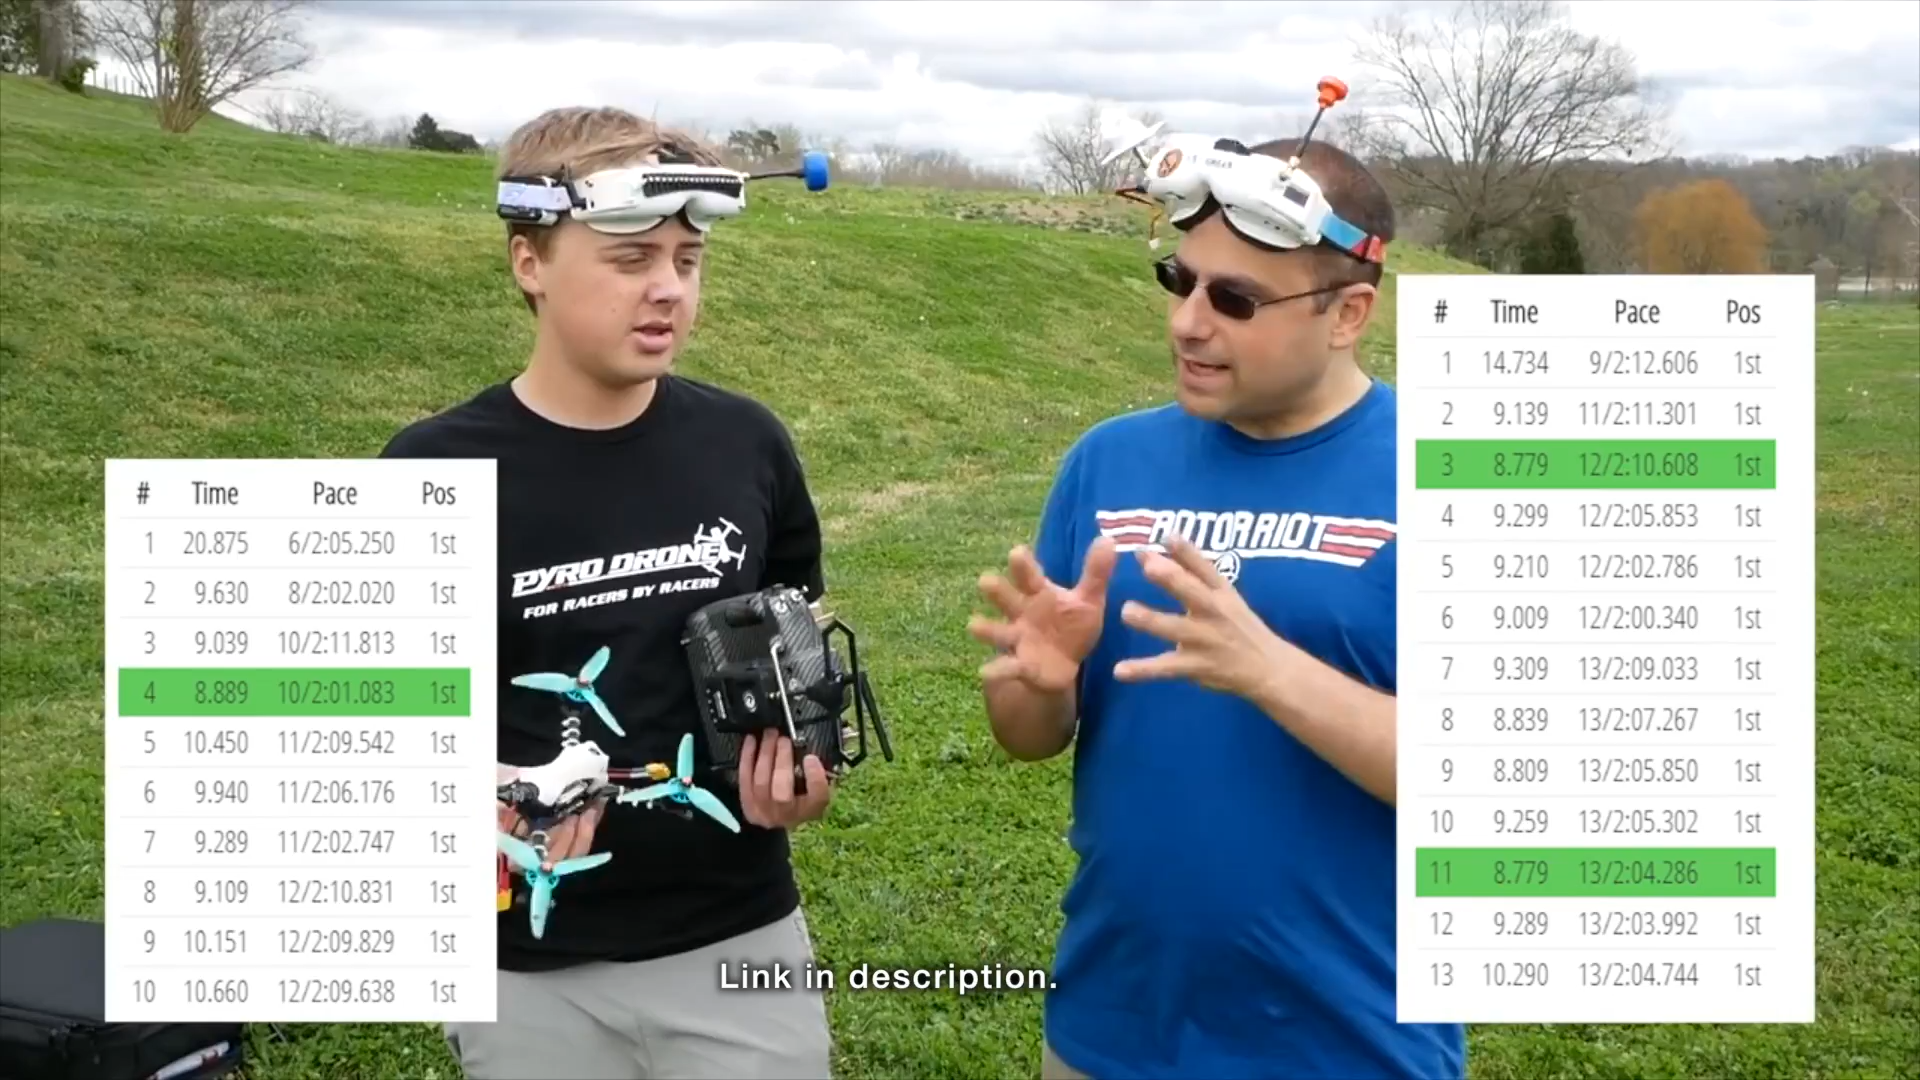 # Time Pace Pos
1 20.875 6/2:05.250 1st
2 9.630 8/2:02.020 1st
3 9.039 10/2:11.813 1st
4 8.889 10/2:01.083 1st
5 10.450 11/2:09.542 1st
6 9.940 11/2:06.176 1st
7 9.289 11/2:02.747 1st
8 9.109 12/2:10.831 1st
9 10.151 12/2:09.829 1st
10 10.660 12/2:09.638 1st
PYRO DRONE
FOR RACERS BY RACERS
ROTORRIOT
# Time Pace Pos
1 14.734 9/2:12.606 1st
2 9.139 11/2:11.301 1st
3 8.779 12/2:10.608 1st
4 9.299 12/2:05.853 1st
5 9.210 12/2:02.786 1st
6 9.009 12/2:00.340 1st
7 9.309 13/2:09.033 1st
8 8.839 13/2:07.267 1st
9 8.809 13/2:05.850 1st
10 9.259 13/2:05.302 1st
11 8.779 13/2:04.286 1st
12 9.289 13/2:03.992 1st
13 10.290 13/2:04.744 1st
Link in description.